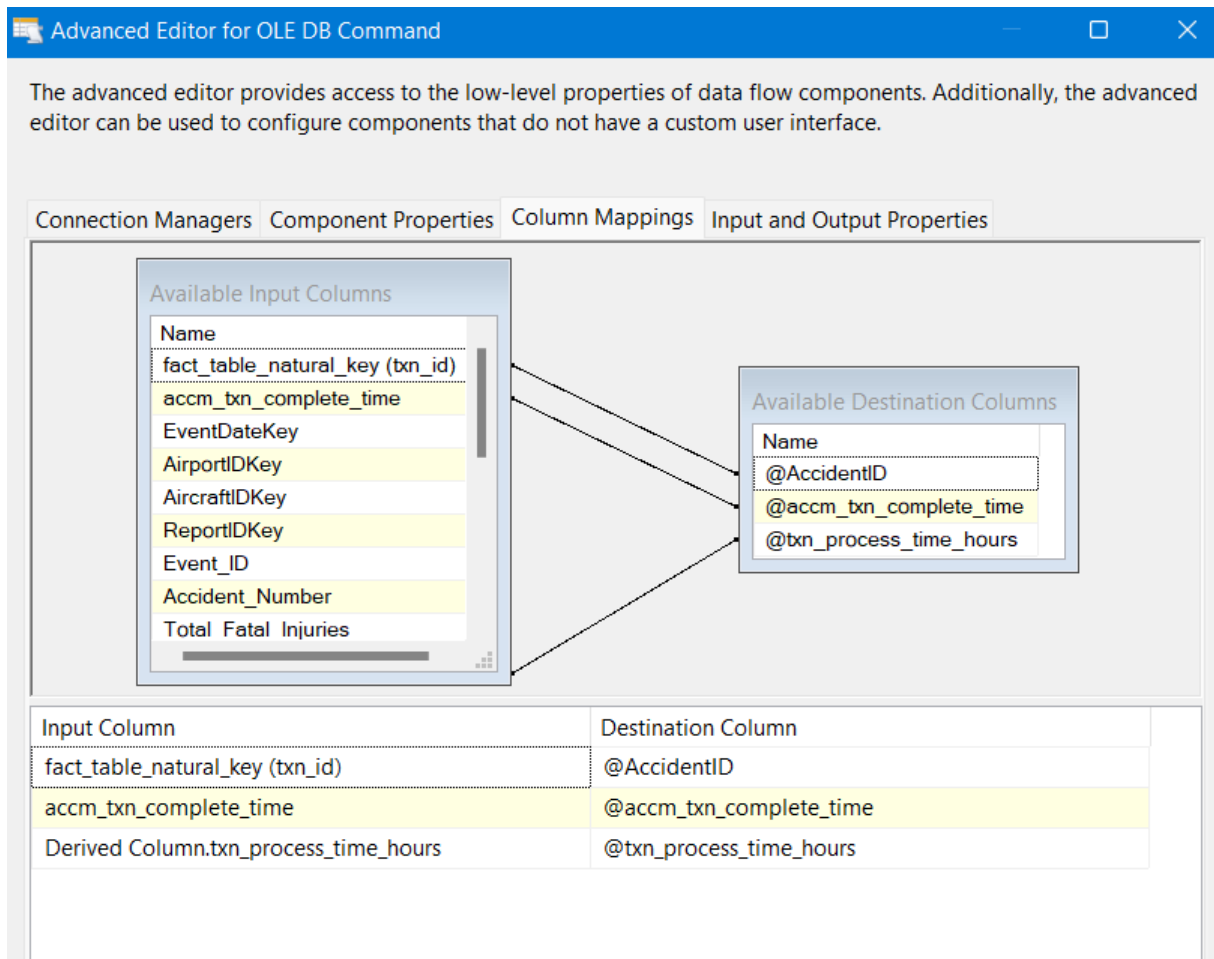 Advanced Editor for OLE DB Command
The advanced editor provides access to the low-level properties of data flow components. Additionally, the advanced
editor can be used to configure components that do not have a custom user interface.
Connection Managers Component Properties Column Mappings Input and Output Properties
Available Input Columns
Name
fact_table_natural_key (txn_id)
accm_txn_complete_time
EventDateKey
AirportIDKey
AircraftIDKey
ReportIDKey
Event_ID
Accident_Number
Total_Fatal_Injuries
Available Destination Columns
Name
@AccidentID
@accm_txn_complete_time
@txn_process_time_hours
Input Column Destination Column
fact_table_natural_key (txn_id) @AccidentID
accm_txn_complete_time @accm_txn_complete_time
Derived Column.txn_process_time_hours @txn_process_time_hours